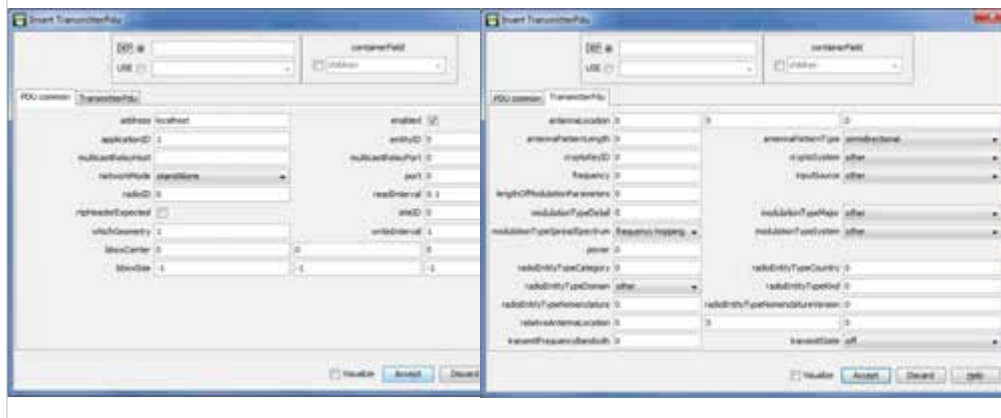 Insert TransmitterPdu
DEF
USE
containerField
children
PDU common
TransmitterPdu
address localhost
enabled
applicationID 1
entityID 0
multicastRelayHost
multicastRelayPort 0
networkMode standAlone
port 0
radioID 0
readInterval 0.1
rtpHeaderExpected
siteID 0
whichGeometry 1
writeInterval 1
bboxCenter 0 0 0
bboxSize -1 -1 -1
Visualize Accept Discard
Insert TransmitterPdu
DEF
USE
containerField
children
PDU common
TransmitterPdu
antennaLocation 0 0 0
antennaPatternLength 0
antennaPatternType omnidirectional
cryptoKeyID 0
cryptoSystem other
frequency 0
inputSource other
lengthOfModulationParameters 0
modulationTypeDetail 0
modulationTypeMajor other
modulationTypeSpreadSpectrum frequency hopping
modulationTypeSystem other
power 0
radioEntityTypeCategory 0
radioEntityTypeCountry 0
radioEntityTypeDomain other
radioEntityTypeKind 0
radioEntityTypeNomenclature 0
radioEntityTypeNomenclatureVersion 0
relativeAntennaLocation 0 0 0
transmitFrequencyBandwidth 0
transmitState off
Visualize Accept Discard Help